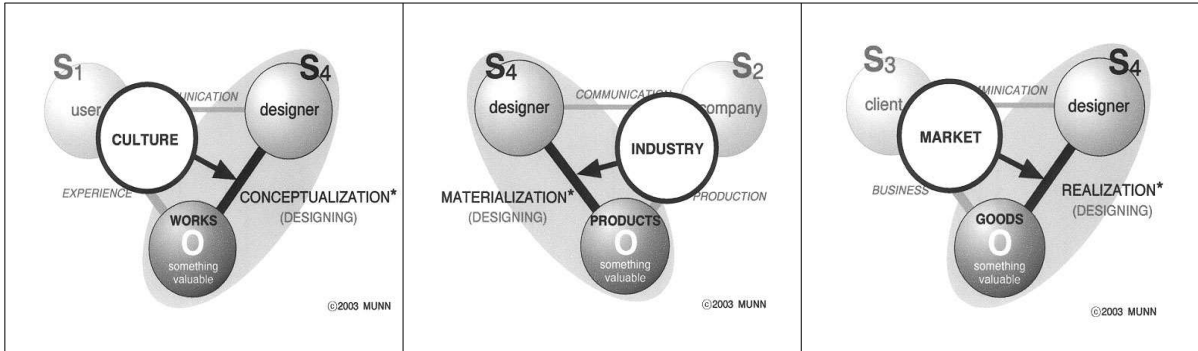 S1
S4
user
UNICATION
designer
CULTURE
EXPERIENCE
CONCEPTUALIZATION*
(DESIGNING)
WORKS
O
something
valuable
©2003 MUNN
S4
S2
COMMUNICATION
designer
company
INDUSTRY
MATERIALIZATION*
(DESIGNING)
PRODUCTION
PRODUCTS
O
something
valuable
©2003 MUNN
S3
S4
client
MINICATION
designer
MARKET
BUSINESS
REALIZATION*
(DESIGNING)
GOODS
O
something
valuable
©2003 MUNN